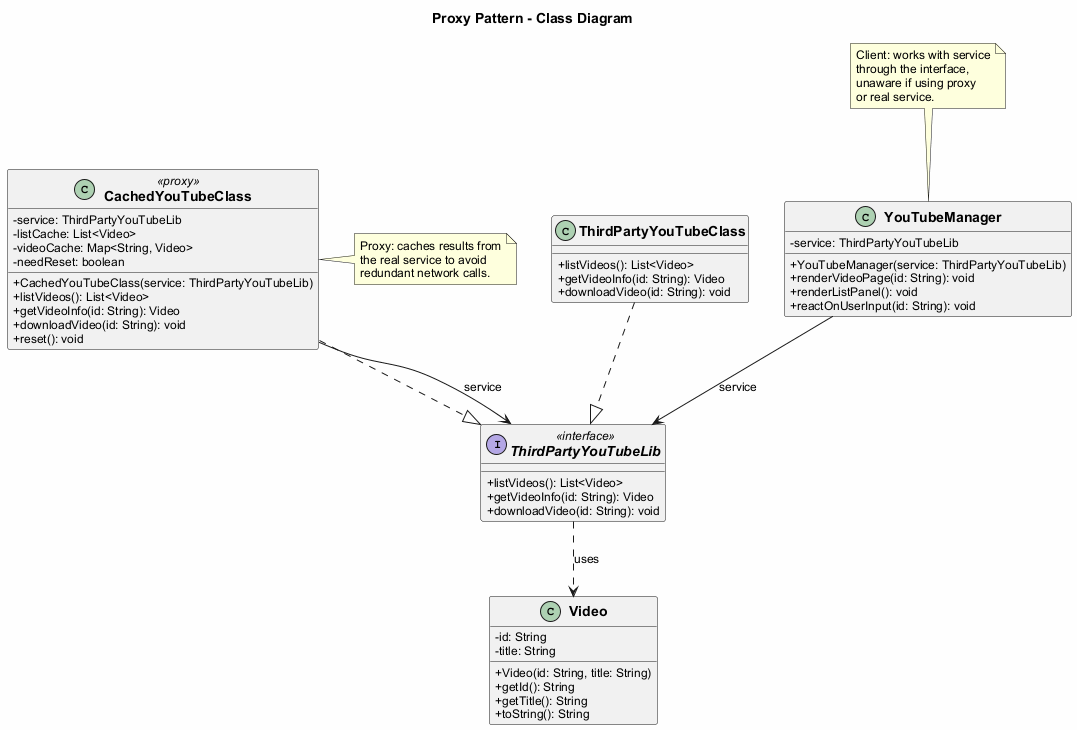 Proxy Pattern - Class Diagram
Client: works with service
through the interface,
unaware if using proxy
or real service.
C
«proxy»
CachedYouTubeClass
-service: ThirdPartyYouTubeLib
-listCache: List<Video>
-videoCache: Map<String, Video>
-needReset: boolean
+CachedYouTubeClass(service: ThirdPartyYouTubeLib)
+listVideos(): List<Video>
+getVideoInfo(id: String): Video
+downloadVideo(id: String): void
+reset(): void
Proxy: caches results from
the real service to avoid
redundant network calls.
C ThirdPartyYouTubeClass
+listVideos(): List<Video>
+getVideoInfo(id: String): Video
+downloadVideo(id: String): void
C YouTubeManager
-service: ThirdPartyYouTubeLib
+YouTubeManager(service: ThirdPartyYouTubeLib)
+renderVideoPage(id: String): void
+renderListPanel(): void
+reactOnUserInput(id: String): void
service
service
I
«interface»
ThirdPartyYouTubeLib
+listVideos(): List<Video>
+getVideoInfo(id: String): Video
+downloadVideo(id: String): void
uses
C Video
-id: String
-title: String
+Video(id: String, title: String)
+getId(): String
+getTitle(): String
+toString(): String